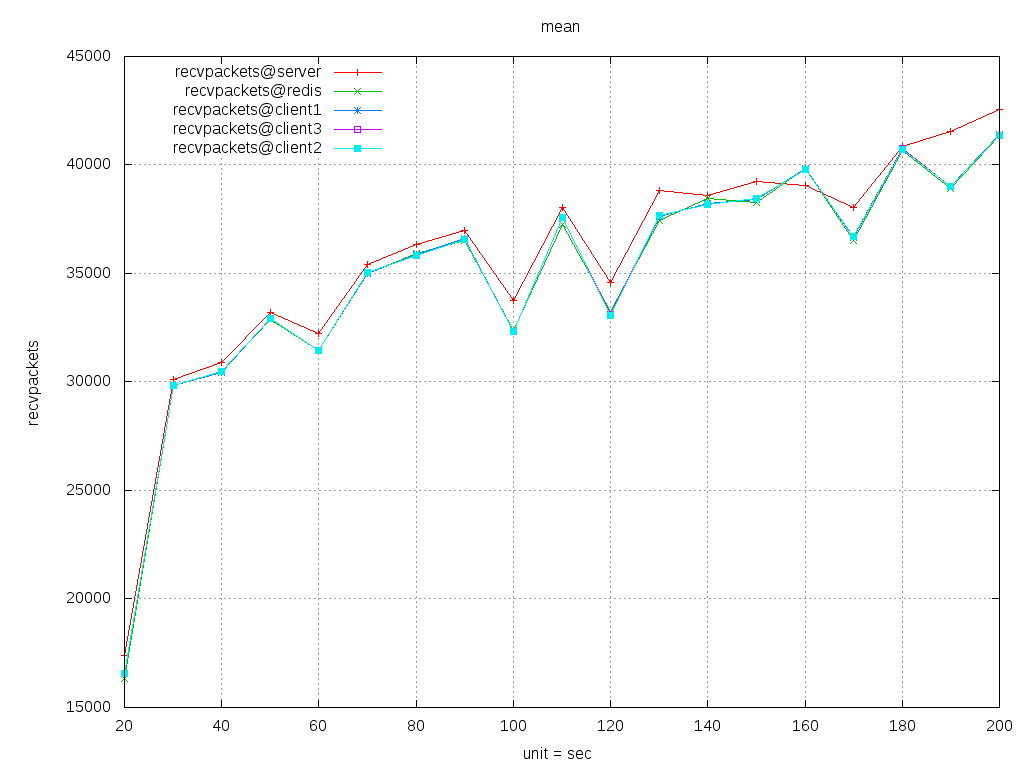 mean
45000
40000
35000
30000
25000
20000
15000
recvpackets@server
recvpackets@redis
recvpackets@client1
recvpackets@client3
recvpackets@client2
recvpackets
20 40 60 80 100 120 140 160 180 200
unit = sec